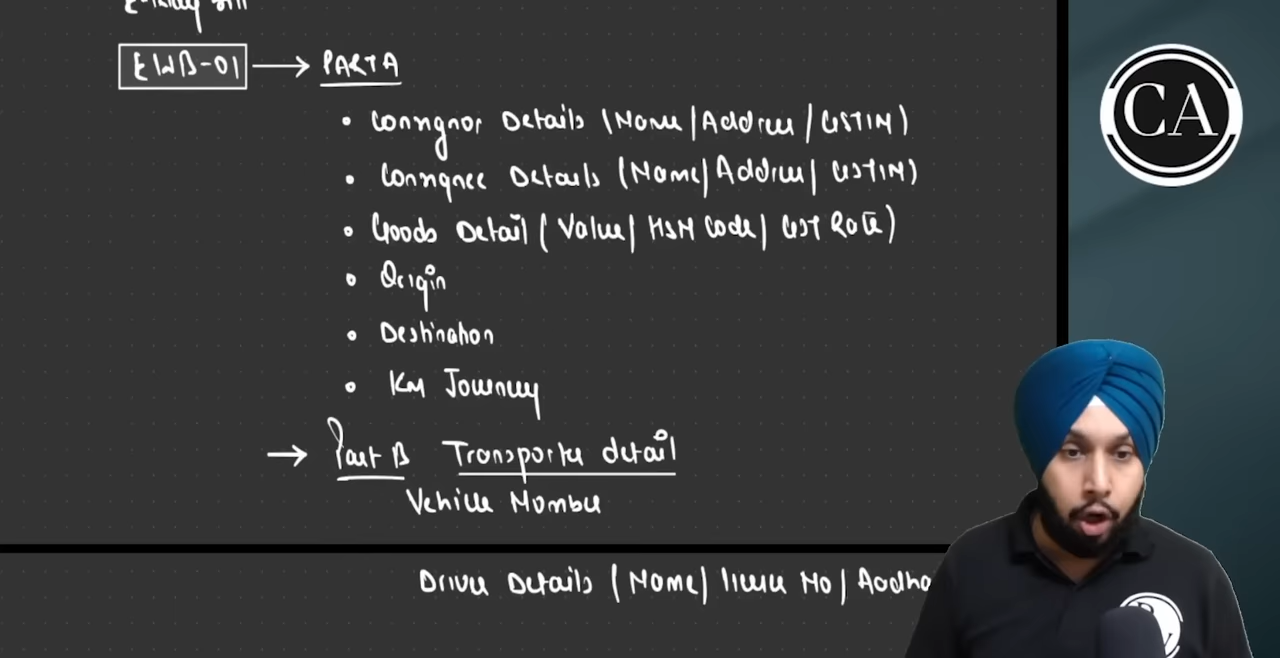 EWB-01 → PART A
• Consignor Details (Name/Address/GSTIN)
• Consignee Details (Name/Address/GSTIN)
• Goods Detail (Value/HSN Code/GST Rate)
• Origin
• Destination
• KM Journey
→ Part B Transporter detail
Vehicle Number
Driver Details (Name/license No/Aadha
CA